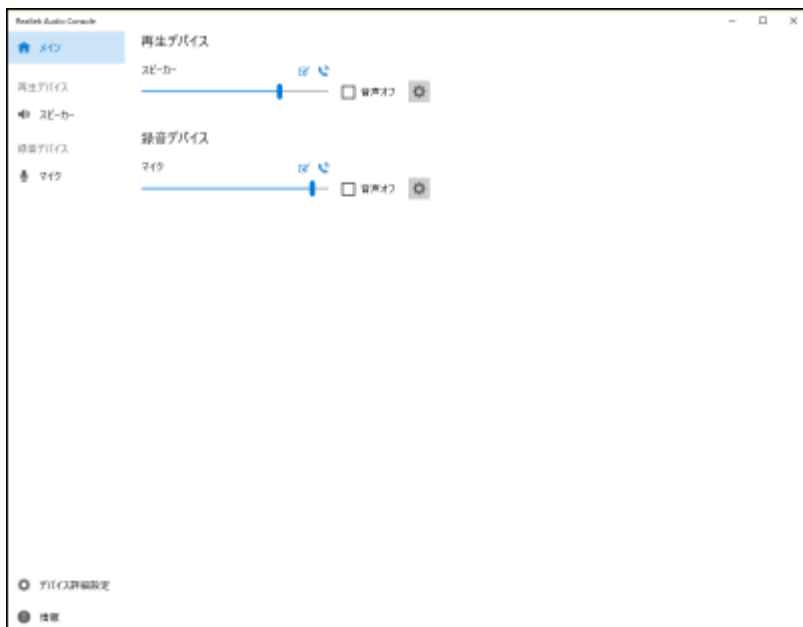 Realtek Audio Console
メイン
再生デバイス
スピーカー
録音デバイス
マイク
デバイス詳細設定
情報
再生デバイス
スピーカー
音声オフ
録音デバイス
マイク
音声オフ